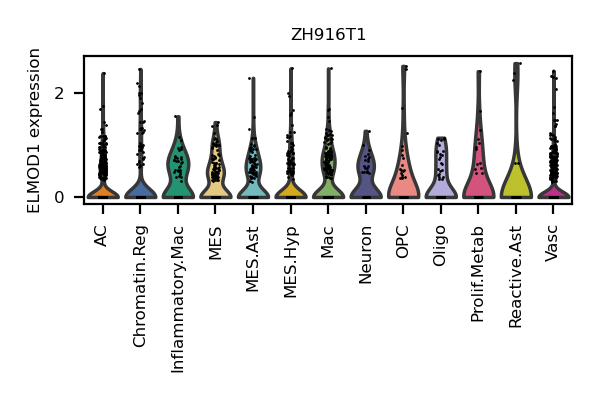 ZH916T1
ELMOD1 expression
2
0
AC
Chromatin.Reg
Inflammatory.Mac
MES
MES.Ast
MES.Hyp
Mac
Neuron
OPC
Oligo
Prolif.Metab
Reactive.Ast
Vasc